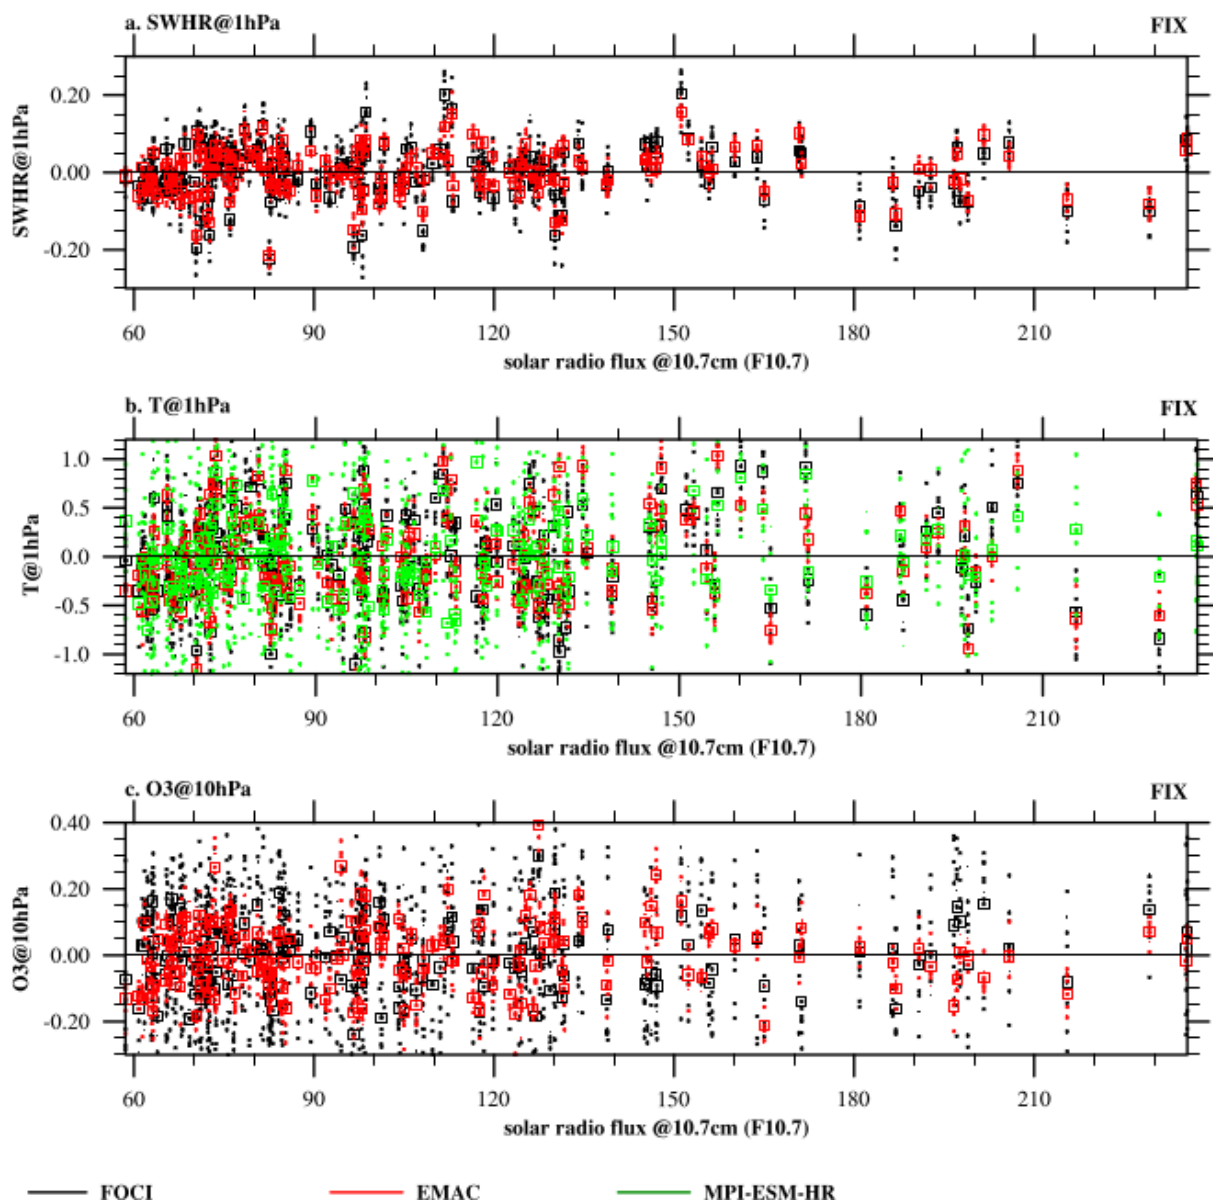 a. SWHR@1hPa FIX
0.20
0.00
-0.20
SWHR@1hPa
60 90 120 150 180 210
solar radio flux @10.7cm (F10.7)
b. T@1hPa FIX
1.0
0.5
0.0
-0.5
-1.0
T@1hPa
60 90 120 150 180 210
solar radio flux @10.7cm (F10.7)
c. O3@10hPa FIX
0.40
0.20
0.00
-0.20
O3@10hPa
60 90 120 150 180 210
solar radio flux @10.7cm (F10.7)
FOCI EMAC MPI-ESM-HR